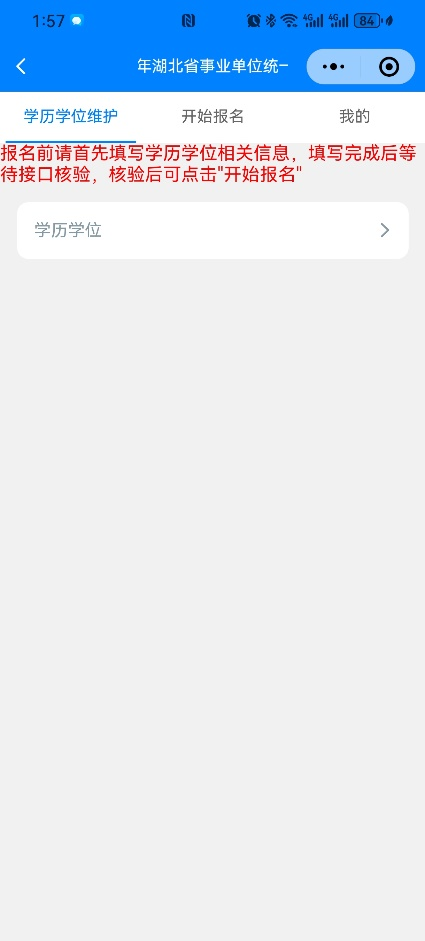 1:57
4G 4G 84
年湖北省事业单位统一
学历学位维护 开始报名 我的
报名前请首先填写学历学位相关信息，填写完成后等
待接口核验，核验后可点击"开始报名"
学历学位